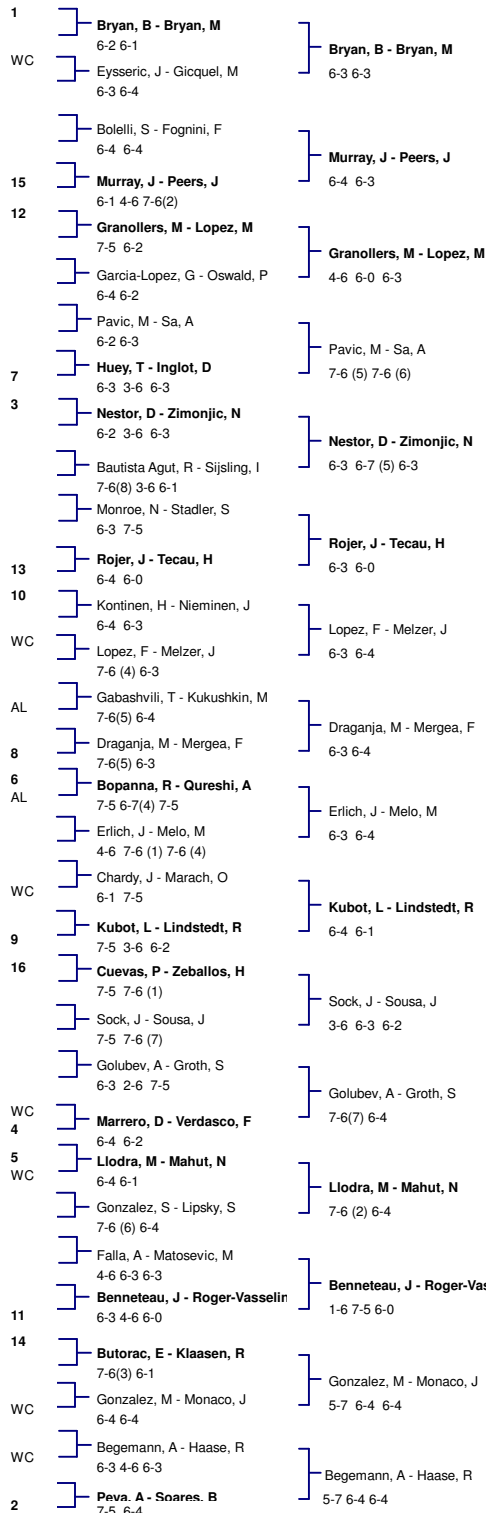 1
Bryan, B - Bryan, M
6-2 6-1
WC
Eysseric, J - Gicquel, M
6-3 6-4
Bryan, B - Bryan, M
6-3 6-3
Bolelli, S - Fognini, F
6-4 6-4
15
Murray, J - Peers, J
6-1 4-6 7-6(2)
Murray, J - Peers, J
6-4 6-3
12
Granollers, M - Lopez, M
7-5 6-2
Garcia-Lopez, G - Oswald, P
6-4 6-2
Granollers, M - Lopez, M
4-6 6-0 6-3
Pavic, M - Sa, A
6-2 6-3
7
Huey, T - Inglot, D
6-3 3-6 6-3
Pavic, M - Sa, A
7-6 (5) 7-6 (6)
3
Nestor, D - Zimonjic, N
6-2 3-6 6-3
Bautista Agut, R - Sijsling, I
7-6(8) 3-6 6-1
Nestor, D - Zimonjic, N
6-3 6-7 (5) 6-3
Monroe, N - Stadler, S
6-3 7-5
13
Rojer, J - Tecau, H
6-4 6-0
Rojer, J - Tecau, H
6-3 6-0
10
Kontinen, H - Nieminen, J
6-4 6-3
WC
Lopez, F - Melzer, J
7-6 (4) 6-3
Lopez, F - Melzer, J
6-3 6-4
AL
Gabashvili, T - Kukushkin, M
7-6(5) 6-4
8
Draganja, M - Mergea, F
7-6(5) 6-3
Draganja, M - Mergea, F
6-3 6-4
6
AL
Bopanna, R - Qureshi, A
7-5 6-7(4) 7-5
Erlich, J - Melo, M
4-6 7-6 (1) 7-6 (4)
Erlich, J - Melo, M
6-3 6-4
WC
Chardy, J - Marach, O
6-1 7-5
9
Kubot, L - Lindstedt, R
7-5 3-6 6-2
Kubot, L - Lindstedt, R
6-4 6-1
16
Cuevas, P - Zeballos, H
7-5 7-6 (1)
Sock, J - Sousa, J
7-5 7-6 (7)
Sock, J - Sousa, J
3-6 6-3 6-2
Golubev, A - Groth, S
6-3 2-6 7-5
WC
4
Marrero, D - Verdasco, F
6-4 6-2
Golubev, A - Groth, S
7-6(7) 6-4
5
WC
Llodra, M - Mahut, N
6-4 6-1
Gonzalez, S - Lipsky, S
7-6 (6) 6-4
Llodra, M - Mahut, N
7-6 (2) 6-4
Falla, A - Matosevic, M
4-6 6-3 6-3
11
Benneteau, J - Roger-Vasselin
6-3 4-6 6-0
Benneteau, J - Roger-Vas
1-6 7-5 6-0
14
Butorac, E - Klaasen, R
7-6(3) 6-1
WC
Gonzalez, M - Monaco, J
6-4 6-4
Gonzalez, M - Monaco, J
5-7 6-4 6-4
WC
Begemann, A - Haase, R
6-3 4-6 6-3
2
Peya, A - Soares, B
7-5 6-4
Begemann, A - Haase, R
5-7 6-4 6-4